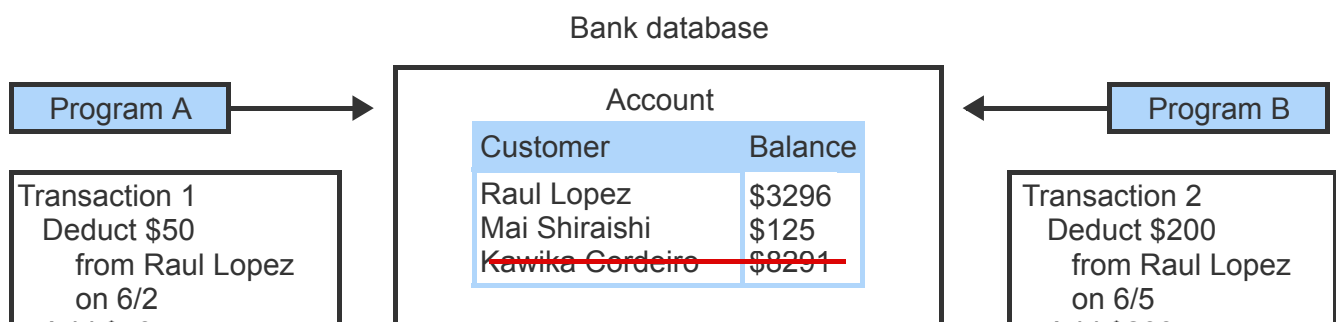 Bank database
Program A
Account
Program B
Customer Balance
Raul Lopez $3296
Mai Shiraishi $125
Kawika Cordeiro $8291
Transaction 1
Deduct $50
from Raul Lopez
on 6/2
Transaction 2
Deduct $200
from Raul Lopez
on 6/5